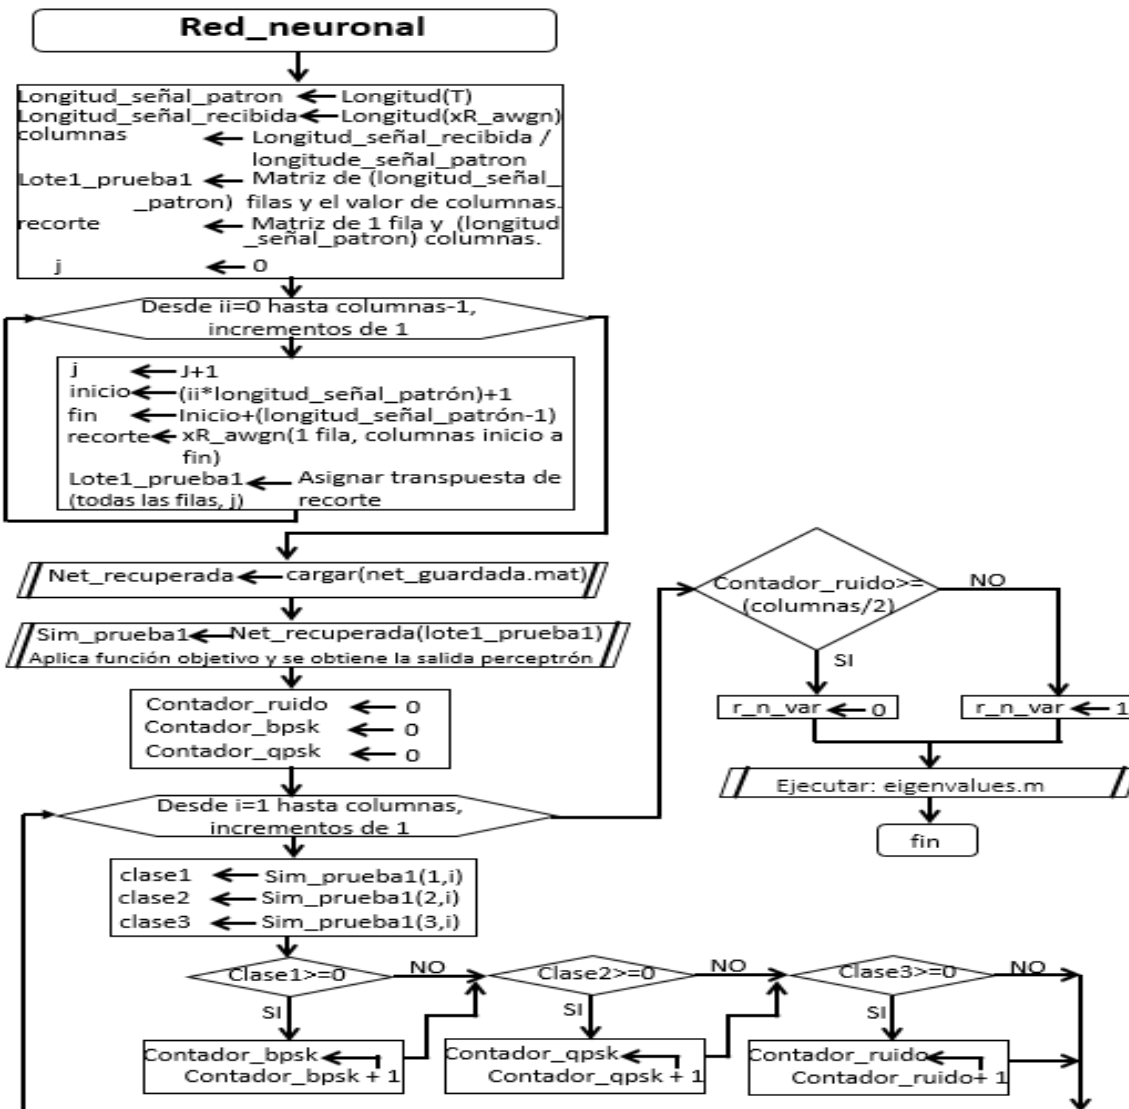 Red_neuronal
Longitud_señal_patron ← Longitud(T)
Longitud_señal_recibida ← Longitud(xR_awgn)
columnas ← Longitud_señal_recibida /
longitude_señal_patron
Lote1_prueba1 ← Matriz de (longitud_señal_
_patron) filas y el valor de columnas.
recorte ← Matriz de 1 fila y (longitud
_señal_patron) columnas.
j ← 0
Desde ii=0 hasta columnas-1,
incrementos de 1
j ← J+1
inicio ← (ii*longitud_señal_patrón)+1
fin ← Inicio+(longitud_señal_patrón-1)
recorte ← xR_awgn(1 fila, columnas inicio a
fin)
Lote1_prueba1 ← Asignar transpuesta de
(todas las filas, j) recorte
Net_recuperada ← cargar(net_guardada.mat)
Sim_prueba1 ← Net_recuperada(lote1_prueba1)
Aplica función objetivo y se obtiene la salida perceptrón
Contador_ruido ← 0
Contador_bpsk ← 0
Contador_qpsk ← 0
Desde i=1 hasta columnas,
incrementos de 1
clase1 ← Sim_prueba1(1,i)
clase2 ← Sim_prueba1(2,i)
clase3 ← Sim_prueba1(3,i)
Clase1>=0
NO
SI
Contador_bpsk ←
Contador_bpsk + 1
Clase2>=0
NO
SI
Contador_qpsk ←
Contador_qpsk + 1
Clase3>=0
NO
SI
Contador_ruido ←
Contador_ruido+ 1
Contador_ruido>=
(columnas/2)
NO
SI
r_n_var ← 0
r_n_var ← 1
Ejecutar: eigenvalues.m
fin